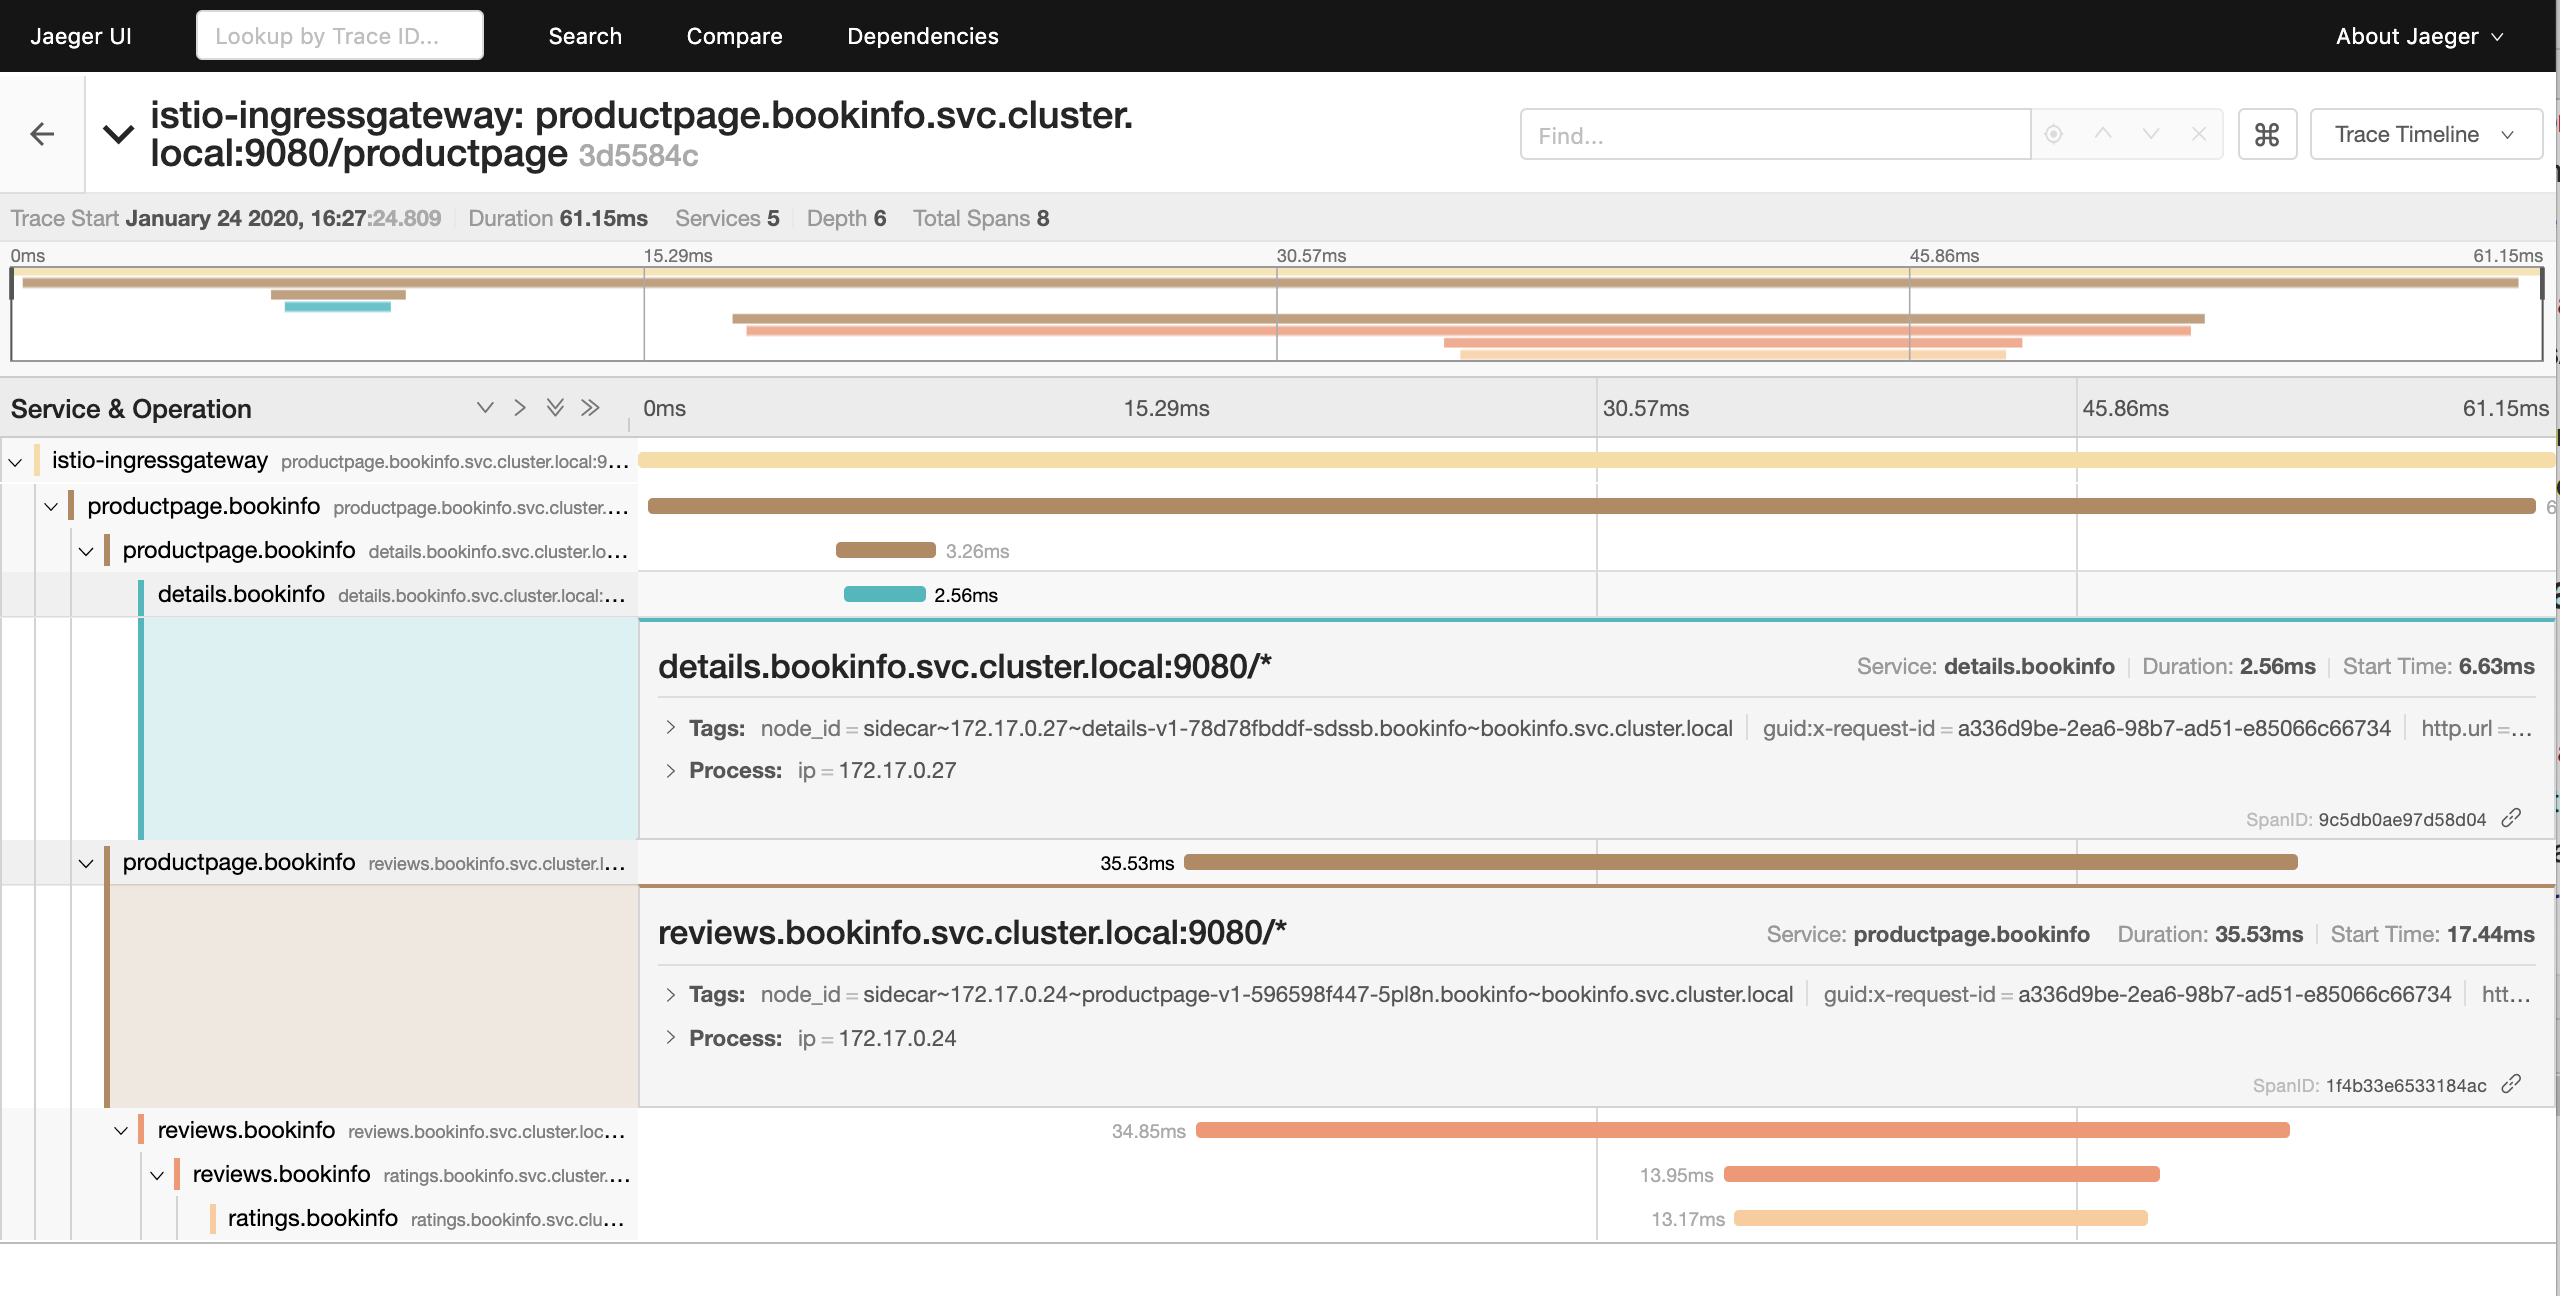 Jaeger UI
Lookup by Trace ID...
Search
Compare
Dependencies
About Jaeger
istio-ingressgateway: productpage.bookinfo.svc.cluster.
local:9080/productpage 3d5584c
Find...
Trace Timeline
Trace Start January 24 2020, 16:27:24.809 Duration 61.15ms Services 5 Depth 6 Total Spans 8
0ms 15.29ms 30.57ms 45.86ms 61.15ms
Service & Operation 0ms 15.29ms 30.57ms 45.86ms 61.15ms
istio-ingressgateway productpage.bookinfo.svc.cluster.local:9...
productpage.bookinfo productpage.bookinfo.svc.cluster....
productpage.bookinfo details.bookinfo.svc.cluster.lo... 3.26ms
details.bookinfo details.bookinfo.svc.cluster.local:... 2.56ms
details.bookinfo.svc.cluster.local:9080/* Service: details.bookinfo Duration: 2.56ms Start Time: 6.63ms
Tags: node_id = sidecar~172.17.0.27~details-v1-78d78fbddf-sdssb.bookinfo~bookinfo.svc.cluster.local guid:x-request-id = a336d9be-2ea6-98b7-ad51-e85066c66734 http.url =...
Process: ip = 172.17.0.27
SpanID: 9c5db0ae97d58d04
productpage.bookinfo reviews.bookinfo.svc.cluster.l... 35.53ms
reviews.bookinfo.svc.cluster.local:9080/* Service: productpage.bookinfo Duration: 35.53ms Start Time: 17.44ms
Tags: node_id = sidecar~172.17.0.24~productpage-v1-596598f447-5pl8n.bookinfo~bookinfo.svc.cluster.local guid:x-request-id = a336d9be-2ea6-98b7-ad51-e85066c66734 htt...
Process: ip = 172.17.0.24
SpanID: 1f4b33e6533184ac
reviews.bookinfo reviews.bookinfo.svc.cluster.loc... 34.85ms
reviews.bookinfo ratings.bookinfo.svc.cluster.... 13.95ms
ratings.bookinfo ratings.bookinfo.svc.clu... 13.17ms